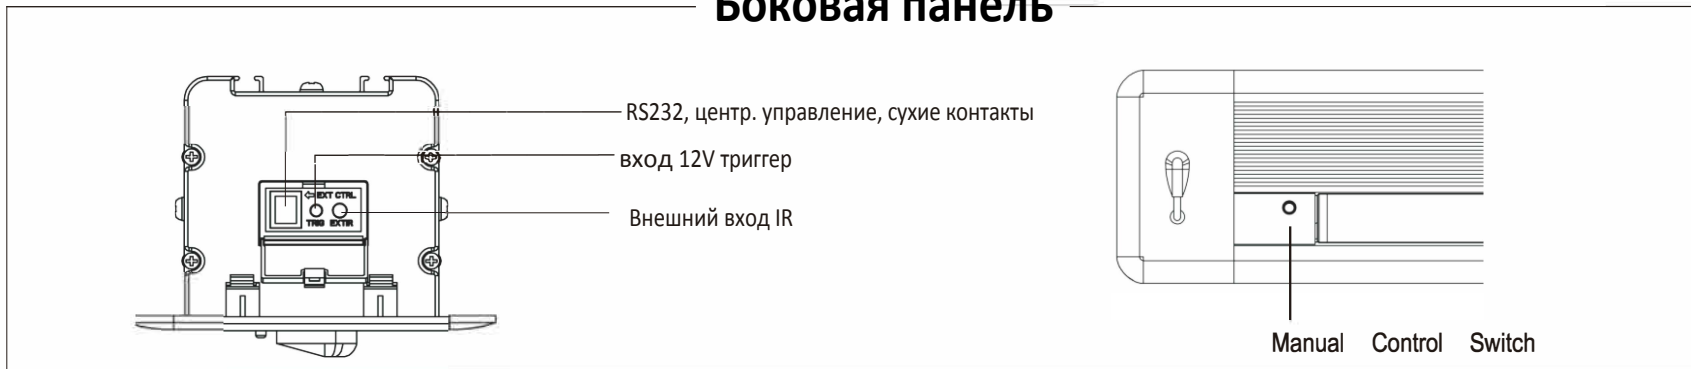 Боковая панель
RS232, центр. управление, сухие контакты
вход 12V триггер
Внешний вход IR
⇦EXT CTRL.
TRIG EXTIR
Manual Control Switch